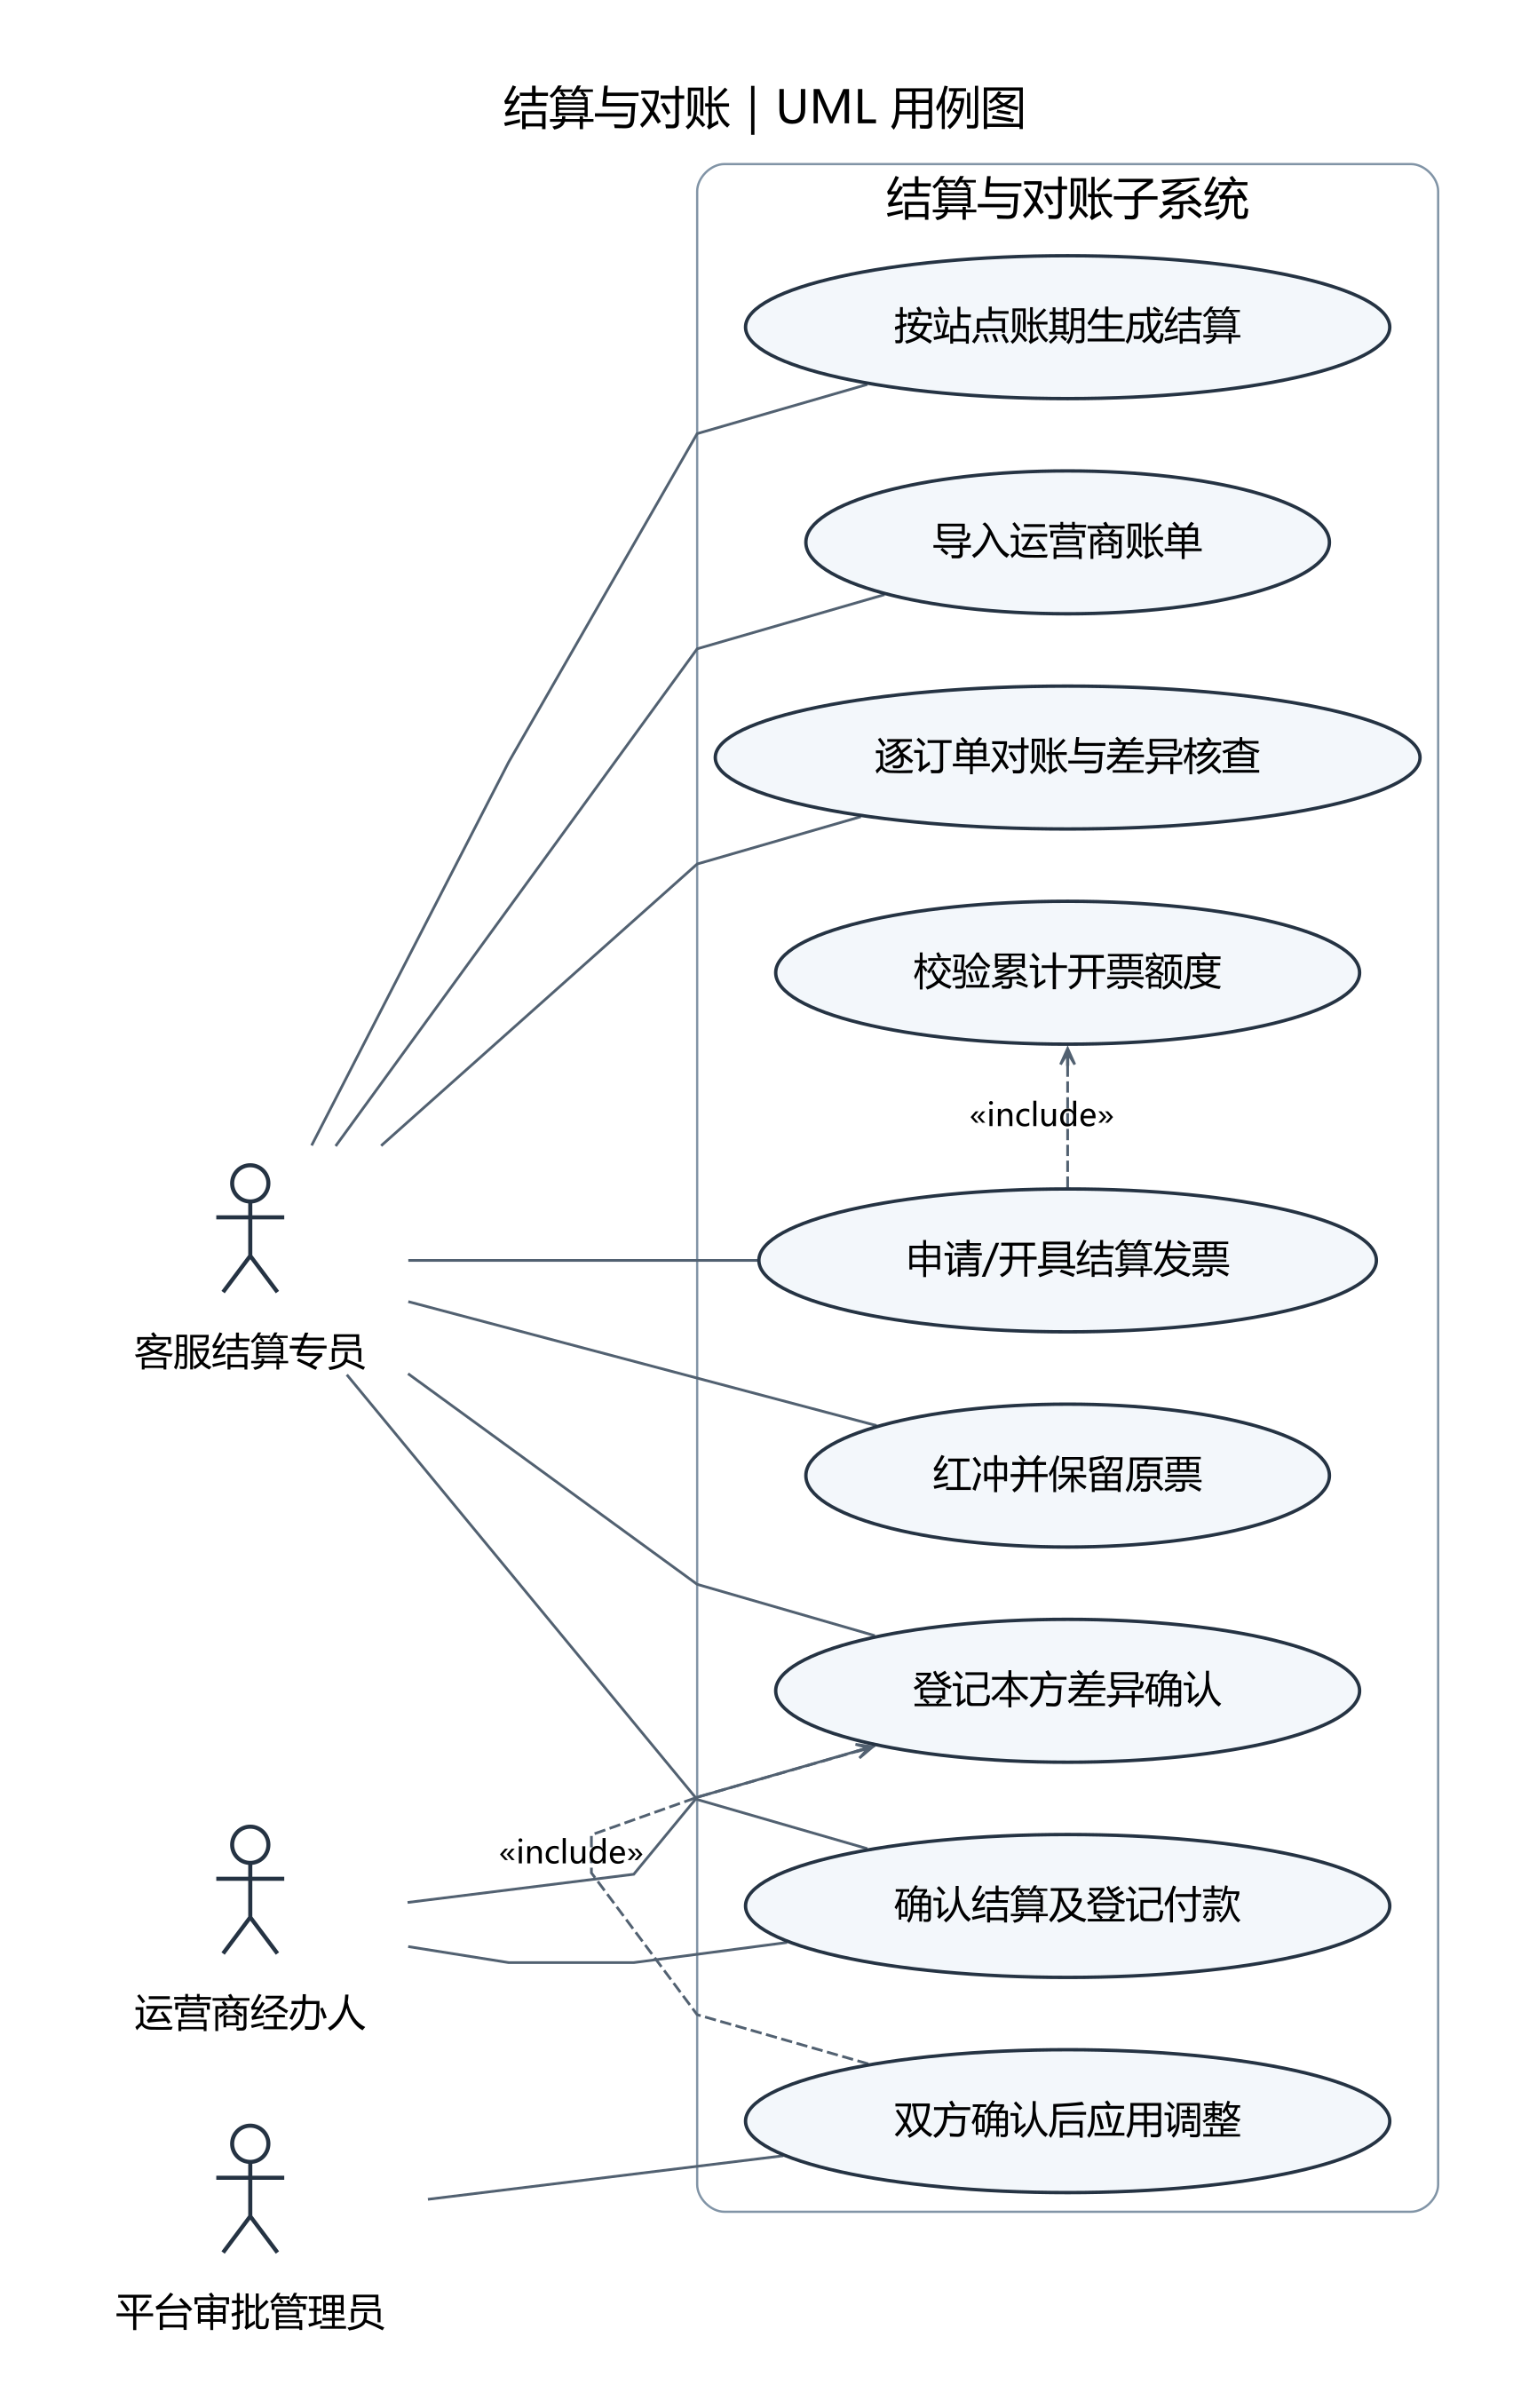 结算与对账 | UML 用例图
结算与对账子系统
按站点账期生成结算
导入运营商账单
逐订单对账与差异核查
校验累计开票额度
«include»
申请/开具结算发票
客服结算专员
红冲并保留原票
登记本方差异确认
«include»
确认结算及登记付款
运营商经办人
双方确认后应用调整
平台审批管理员